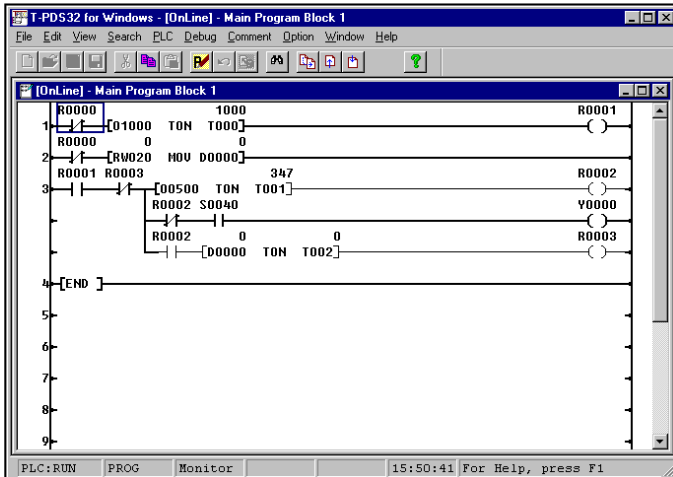 T-PDS32 for Windows - [OnLine] - Main Program Block 1
File Edit View Search PLC Debug Comment Option Window Help
[OnLine] - Main Program Block 1
R0000 1000 R0001
1 [01000 TON T000] ( )
R0000 0 0
2 [RW020 MOV D0000]
R0001 R0003 347 R0002
3 [00500 TON T001] ( )
R0002 S0040 Y0000
( )
R0002 0 0 R0003
[D0000 TON T002] ( )
4 [END ]
5
6
7
8
9
PLC:RUN PROG Monitor 15:50:41 For Help, press F1